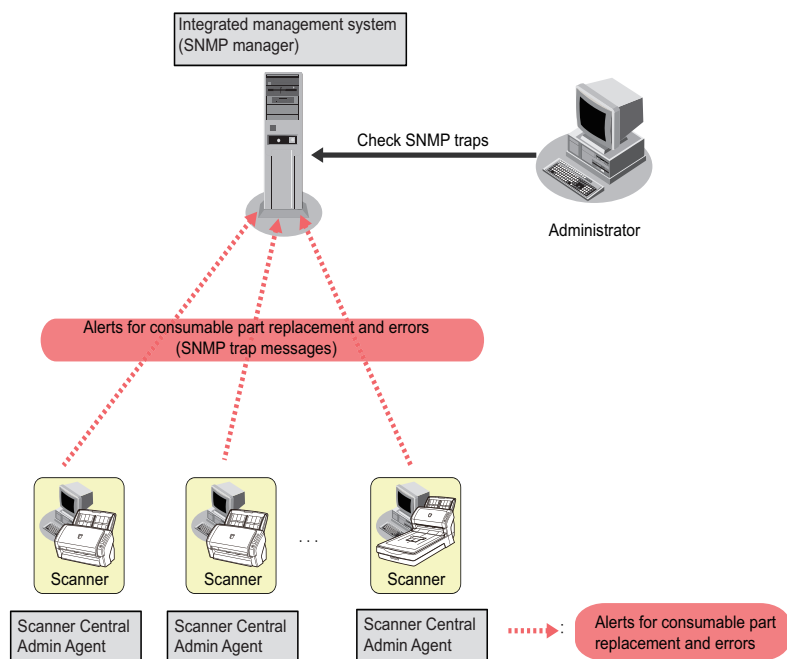 Integrated management system
(SNMP manager)
Check SNMP traps
Administrator
Alerts for consumable part replacement and errors
(SNMP trap messages)
Scanner
Scanner
. . .
Scanner
Scanner Central
Admin Agent
Scanner Central
Admin Agent
Scanner Central
Admin Agent
:
Alerts for consumable part
replacement and errors